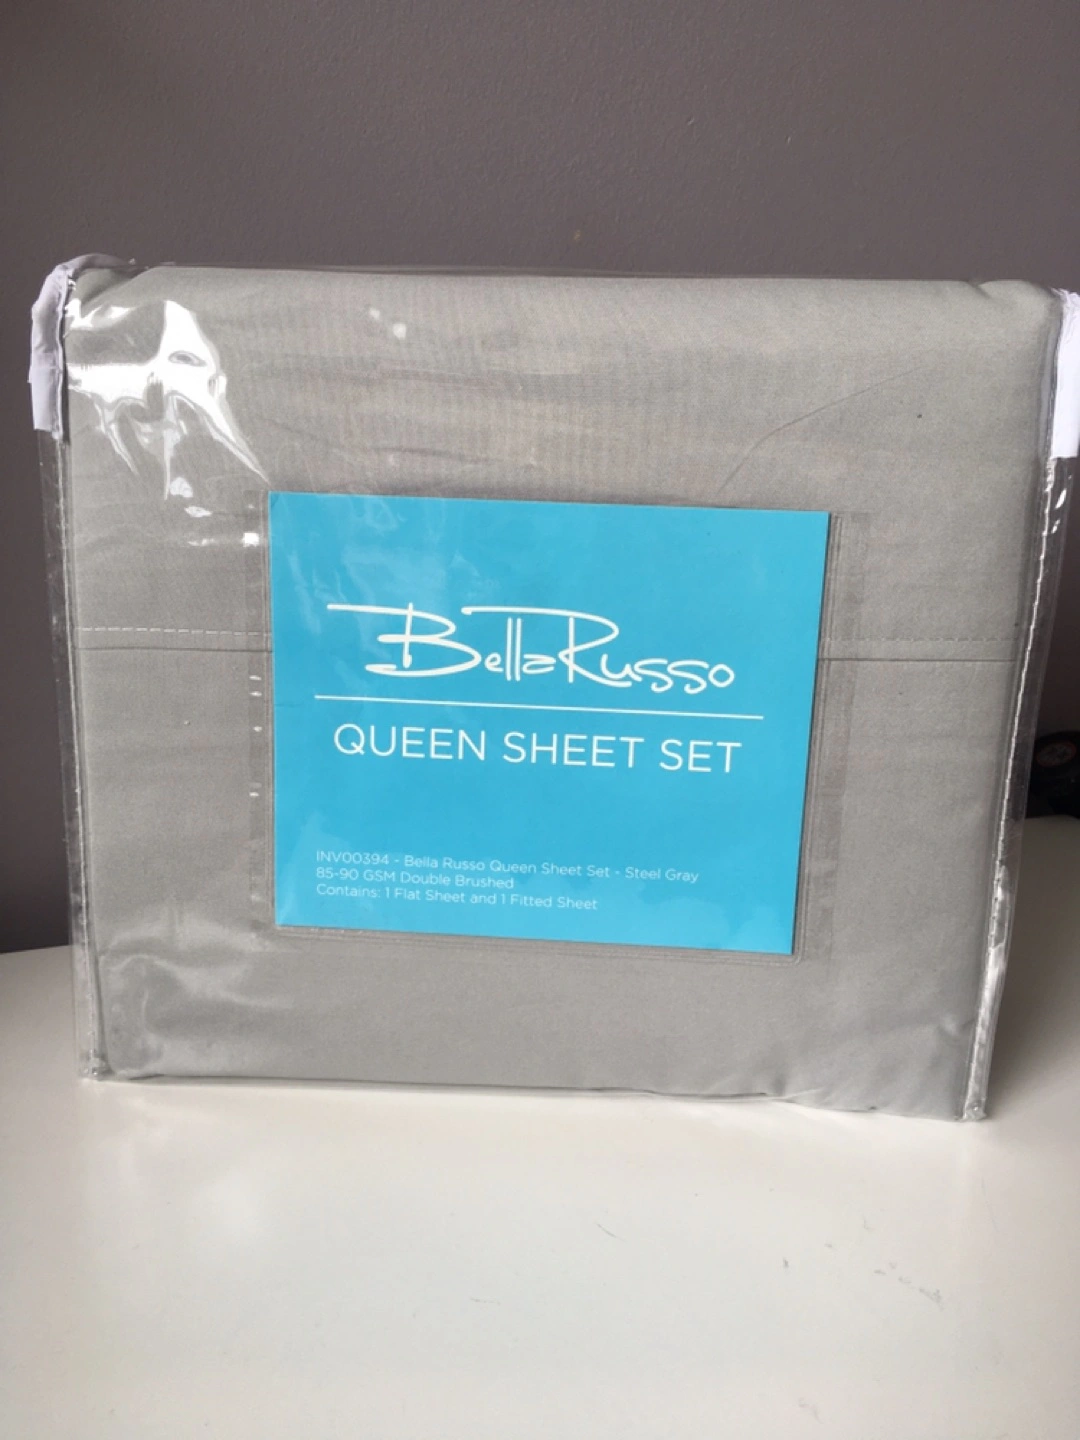 BellaRusso
QUEEN SHEET SET
INV00394 - Bella Russo Queen Sheet Set - Steel Gray
85-90 GSM Double Brushed
Contains: 1 Flat Sheet and 1 Fitted Sheet